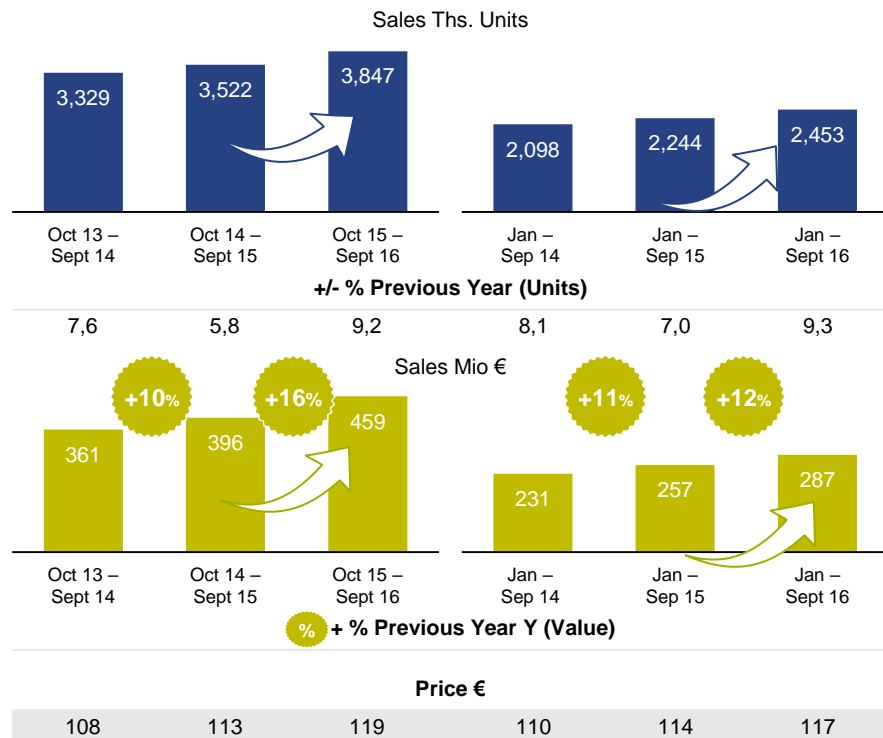 Sales Ths. Units
3,329 3,522 3,847 2,098 2,244 2,453
Oct 13 – Oct 14 – Oct 15 – Jan – Jan – Jan –
Sept 14 Sept 15 Sept 16 Sep 14 Sep 15 Sept 16
+/- % Previous Year (Units)
7,6 5,8 9,2 8,1 7,0 9,3
Sales Mio €
+10% +16% +11% +12%
361 396 459 231 257 287
Oct 13 – Oct 14 – Oct 15 – Jan – Jan – Jan –
Sept 14 Sept 15 Sept 16 Sep 14 Sep 15 Sept 16
% + % Previous Year Y (Value)
Price €
108 113 119 110 114 117